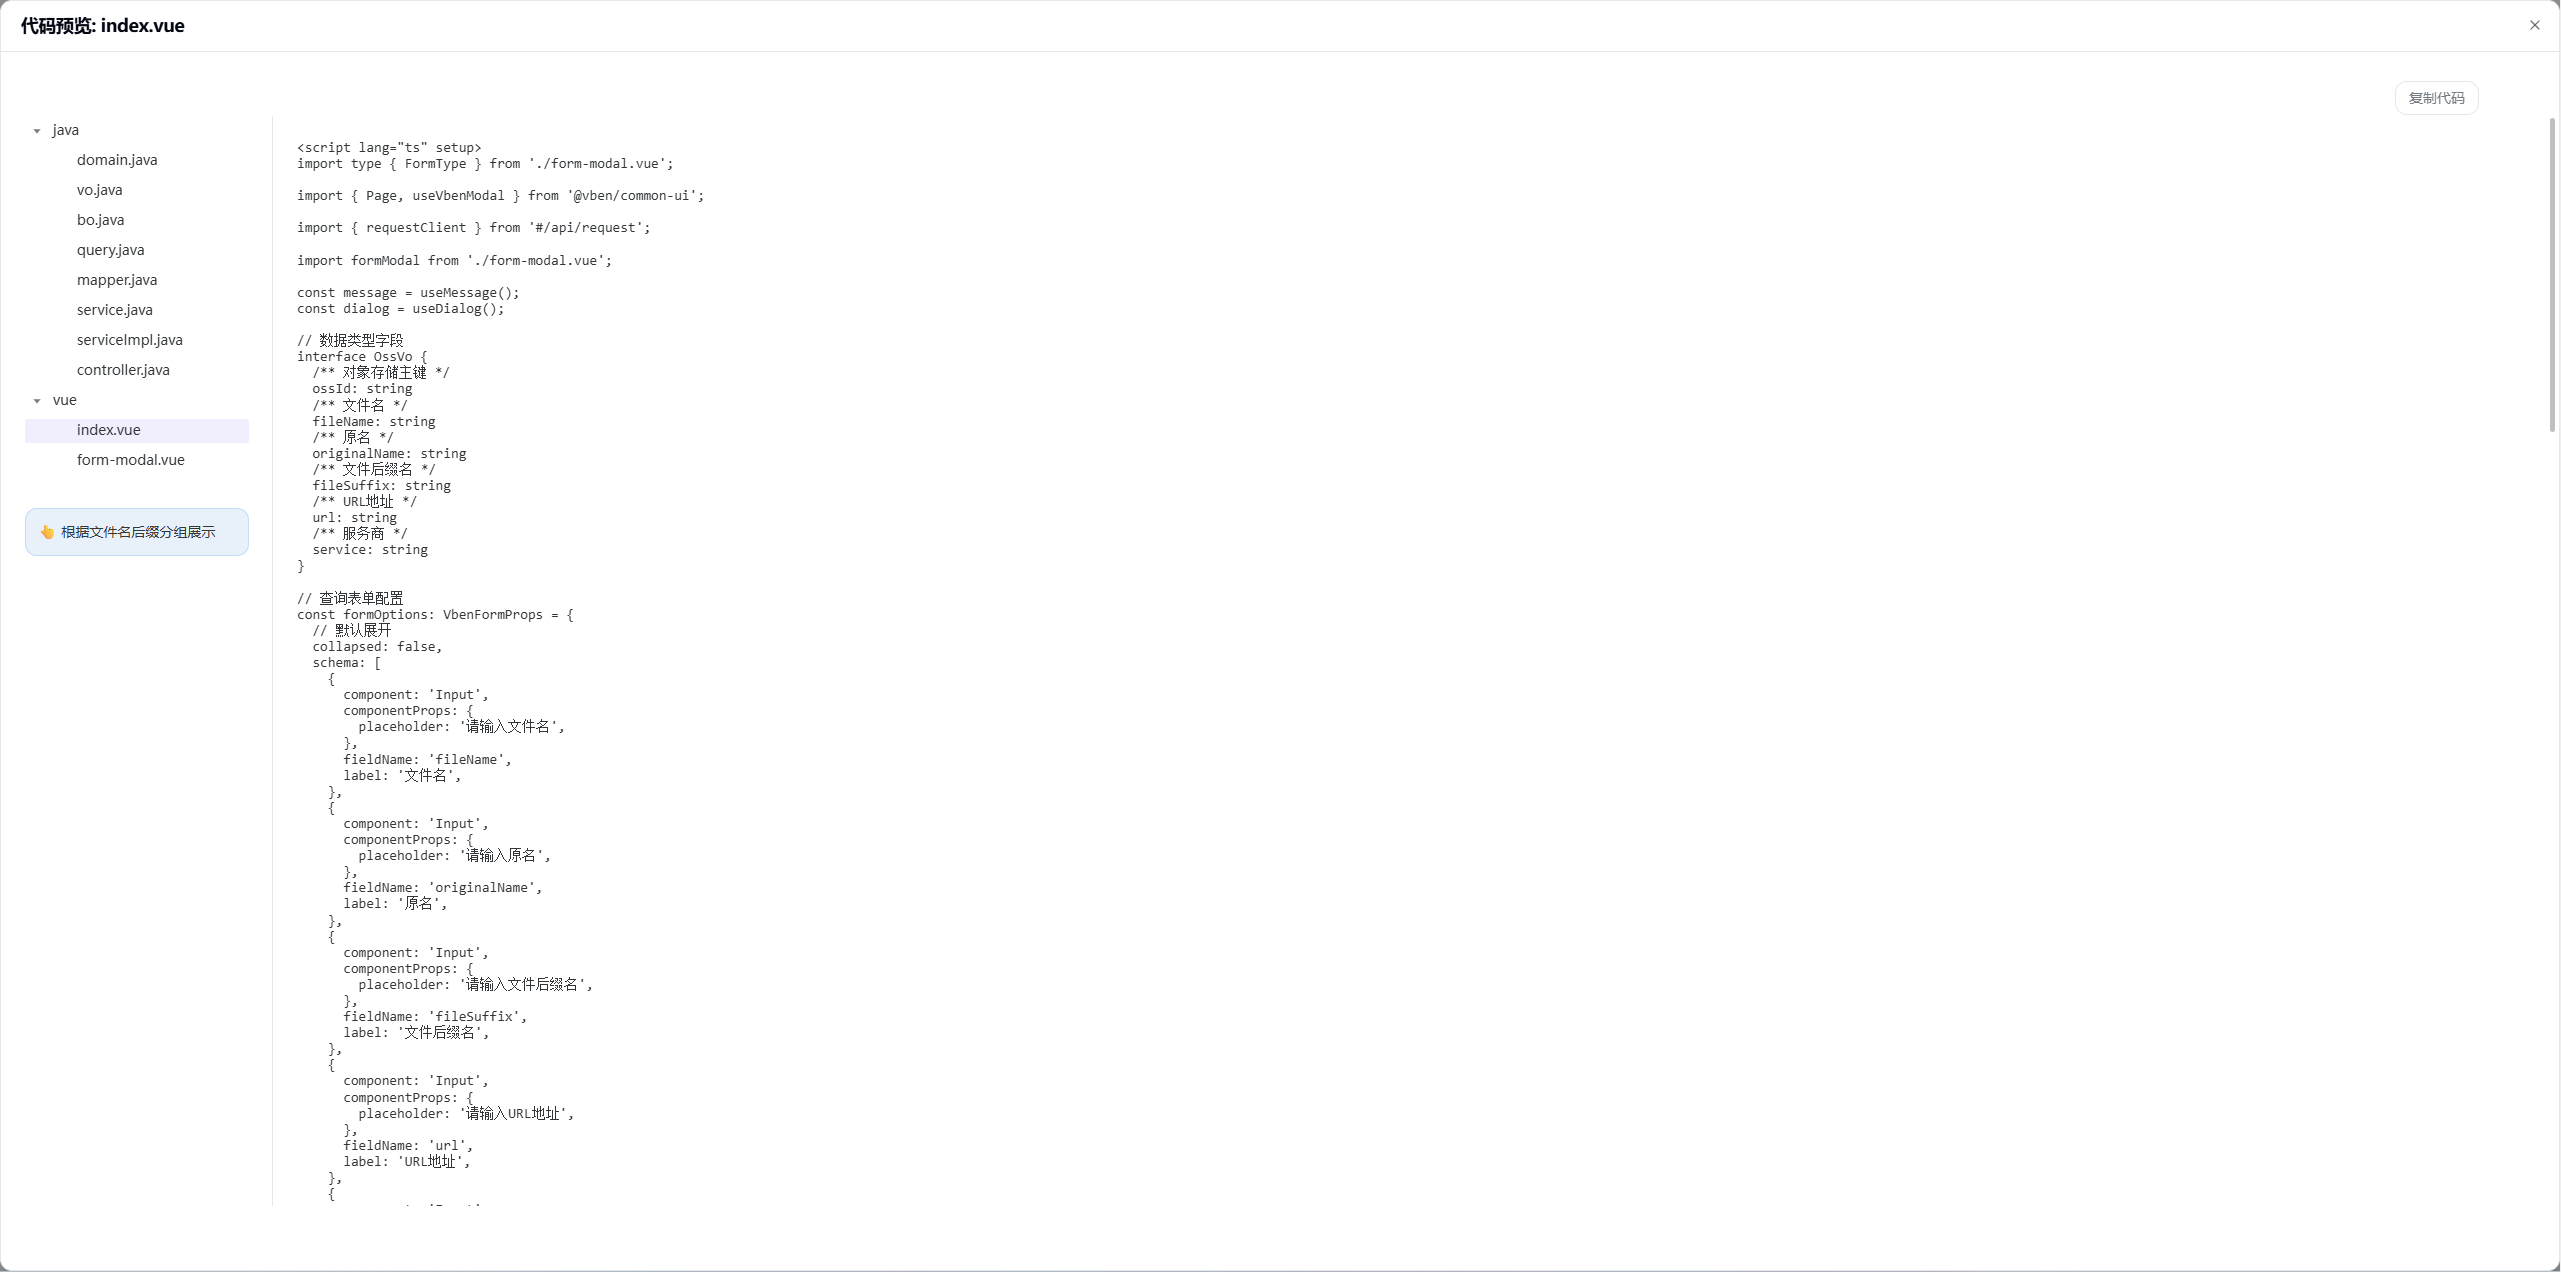 代码预览: index.vue
复制代码
java
domain.java
vo.java
bo.java
query.java
mapper.java
service.java
serviceImpl.java
controller.java
vue
index.vue
form-modal.vue
👆 根据文件名后缀分组展示
<script lang="ts" setup>
import type { FormType } from './form-modal.vue';
import { Page, useVbenModal } from '@vben/common-ui';
import { requestClient } from '#/api/request';
import formModal from './form-modal.vue';
const message = useMessage();
const dialog = useDialog();
// 数据类型字段
interface OssVo {
  /** 对象存储主键 */
  ossId: string
  /** 文件名 */
  fileName: string
  /** 原名 */
  originalName: string
  /** 文件后缀名 */
  fileSuffix: string
  /** URL地址 */
  url: string
  /** 服务商 */
  service: string
}
// 查询表单配置
const formOptions: VbenFormProps = {
  // 默认展开
  collapsed: false,
  schema: [
    {
      component: 'Input',
      componentProps: {
        placeholder: '请输入文件名',
      },
      fieldName: 'fileName',
      label: '文件名',
    },
    {
      component: 'Input',
      componentProps: {
        placeholder: '请输入原名',
      },
      fieldName: 'originalName',
      label: '原名',
    },
    {
      component: 'Input',
      componentProps: {
        placeholder: '请输入文件后缀名',
      },
      fieldName: 'fileSuffix',
      label: '文件后缀名',
    },
    {
      component: 'Input',
      componentProps: {
        placeholder: '请输入URL地址',
      },
      fieldName: 'url',
      label: 'URL地址',
    },
    {